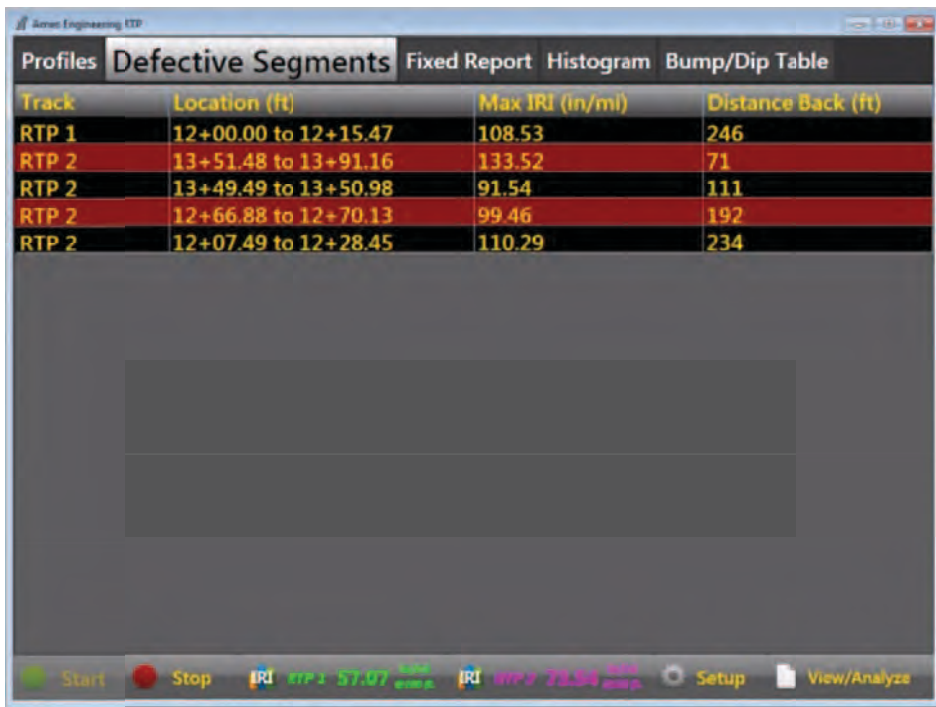 Ames Engineering RTP
Profiles Defective Segments Fixed Report Histogram Bump/Dip Table
Track Location (ft) Max IRI (in/mi) Distance Back (ft)
RTP 1 12+00.00 to 12+15.47 108.53 246
RTP 2 13+51.48 to 13+91.16 133.52 71
RTP 2 13+49.49 to 13+50.98 91.54 111
RTP 2 12+66.88 to 12+70.13 99.46 192
RTP 2 12+07.49 to 12+28.45 110.29 234
Start Stop IRI RTP 1 57.07 IRI RTP 2 Setup View/Analyze